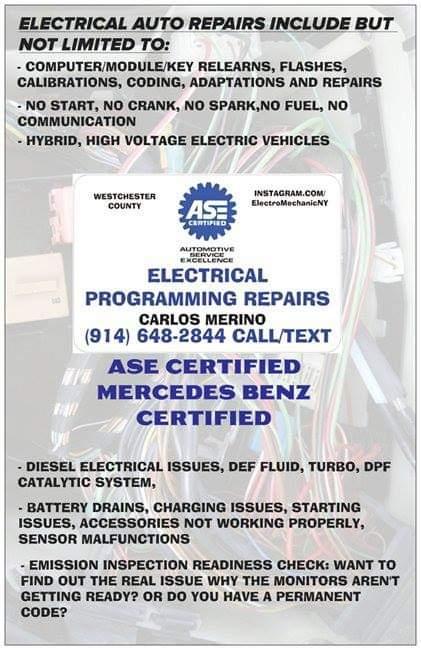 ELECTRICAL AUTO REPAIRS INCLUDE BUT
NOT LIMITED TO:
- COMPUTER/MODULE/KEY RELEARNS, FLASHES,
CALIBRATIONS, CODING, ADAPTATIONS AND REPAIRS
- NO START, NO CRANK, NO SPARK,NO FUEL, NO
COMMUNICATION
- HYBRID, HIGH VOLTAGE ELECTRIC VEHICLES
WESTCHESTER
COUNTY
ASE
CERTIFIED
INSTAGRAM.COM/
ElectroMechanicNY
AUTOMOTIVE
SERVICE
EXCELLENCE
ELECTRICAL
PROGRAMMING REPAIRS
CARLOS MERINO
(914) 648-2844 CALL/TEXT
ASE CERTIFIED
MERCEDES BENZ
CERTIFIED
- DIESEL ELECTRICAL ISSUES, DEF FLUID, TURBO, DPF
CATALYTIC SYSTEM,
- BATTERY DRAINS, CHARGING ISSUES, STARTING
ISSUES, ACCESSORIES NOT WORKING PROPERLY,
SENSOR MALFUNCTIONS
- EMISSION INSPECTION READINESS CHECK: WANT TO
FIND OUT THE REAL ISSUE WHY THE MONITORS AREN'T
GETTING READY? OR DO YOU HAVE A PERMANENT
CODE?